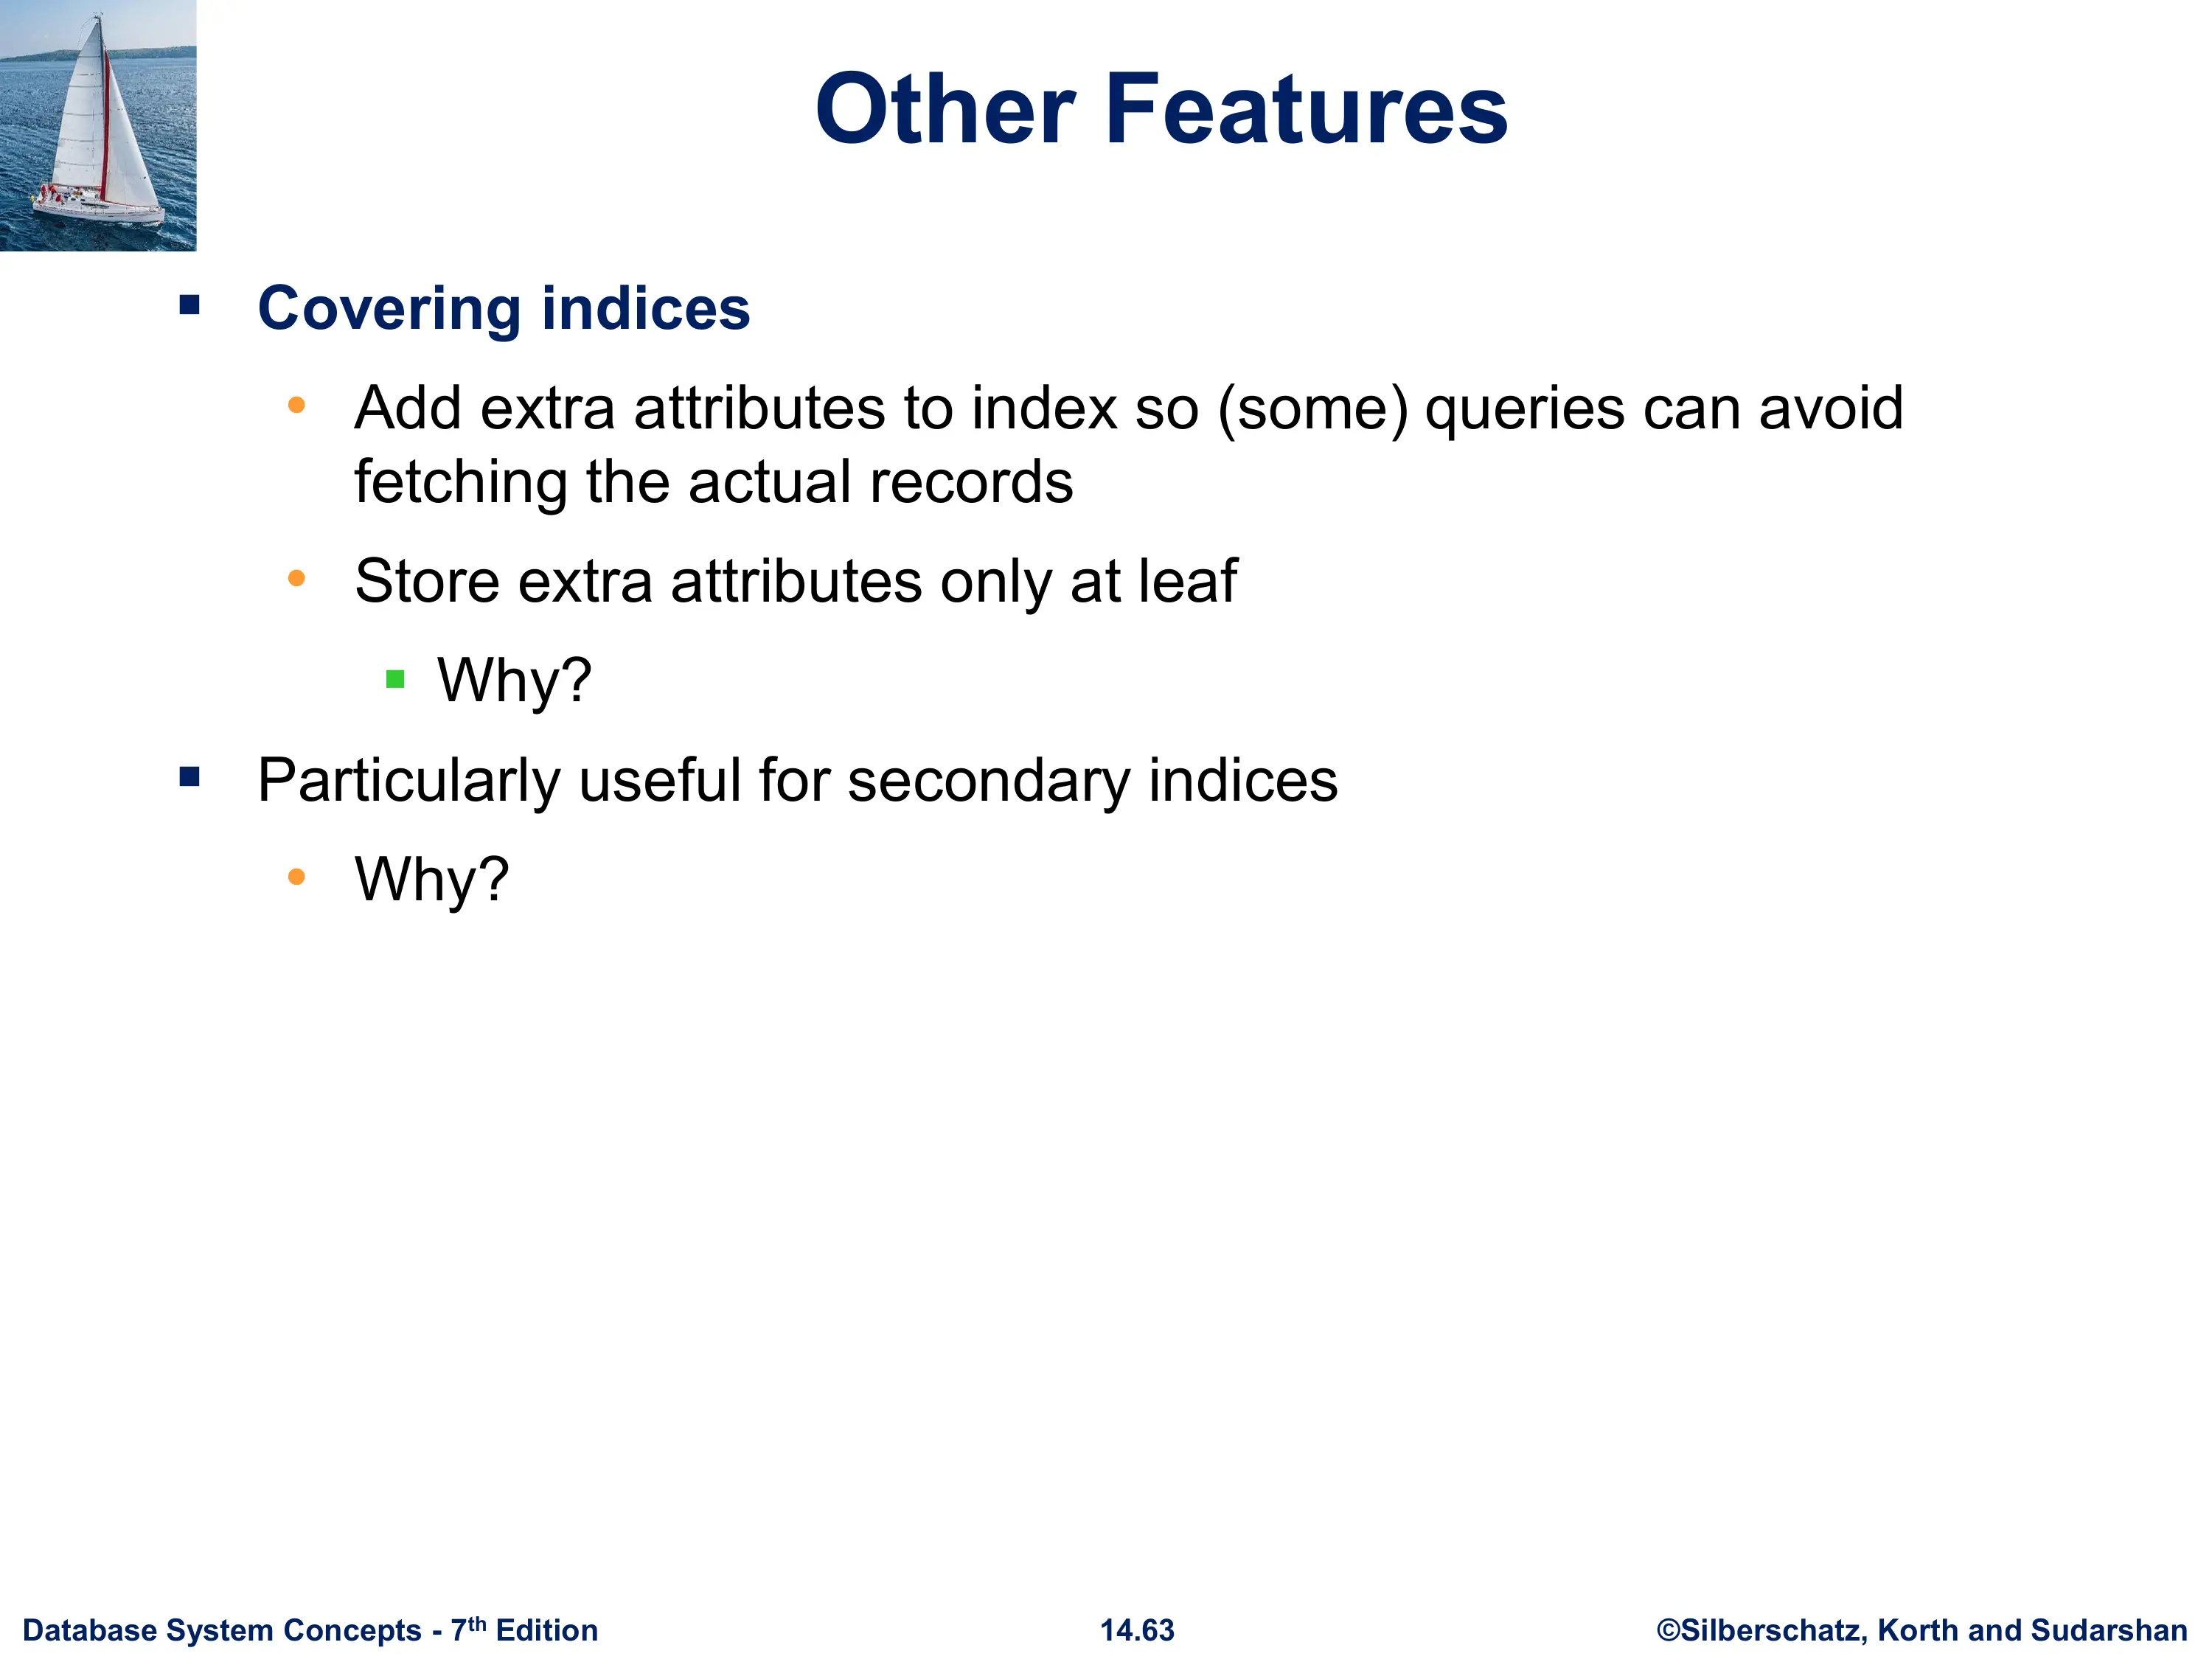 Other Features
Covering indices
Add extra attributes to index so (some) queries can avoid
fetching the actual records
Store extra attributes only at leaf
Why?
Particularly useful for secondary indices
Why?
Database System Concepts - 7th Edition
14.63
©Silberschatz, Korth and Sudarshan